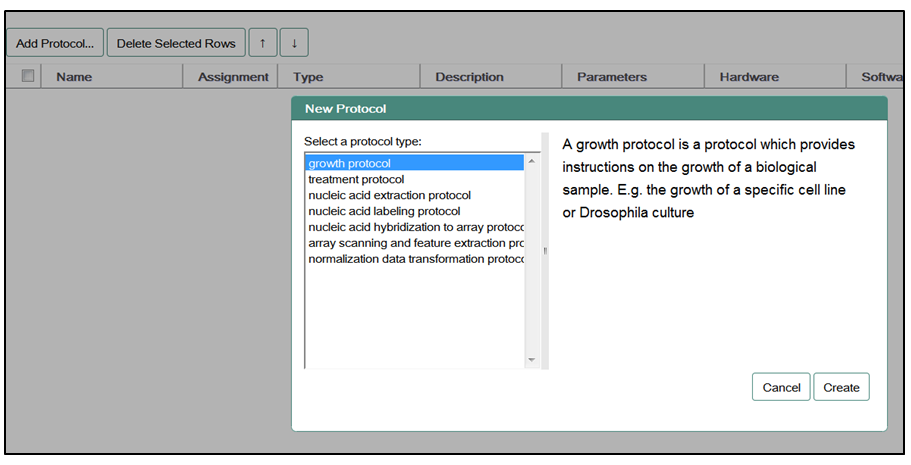 Add Protocol... Delete Selected Rows ↑ ↓
Name Assignment Type Description Parameters Hardware Softwa
New Protocol
Select a protocol type:
growth protocol
treatment protocol
nucleic acid extraction protocol
nucleic acid labeling protocol
nucleic acid hybridization to array protoco
array scanning and feature extraction pro
normalization data transformation protoco
A growth protocol is a protocol which provides
instructions on the growth of a biological
sample. E.g. the growth of a specific cell line
or Drosophila culture
Cancel Create